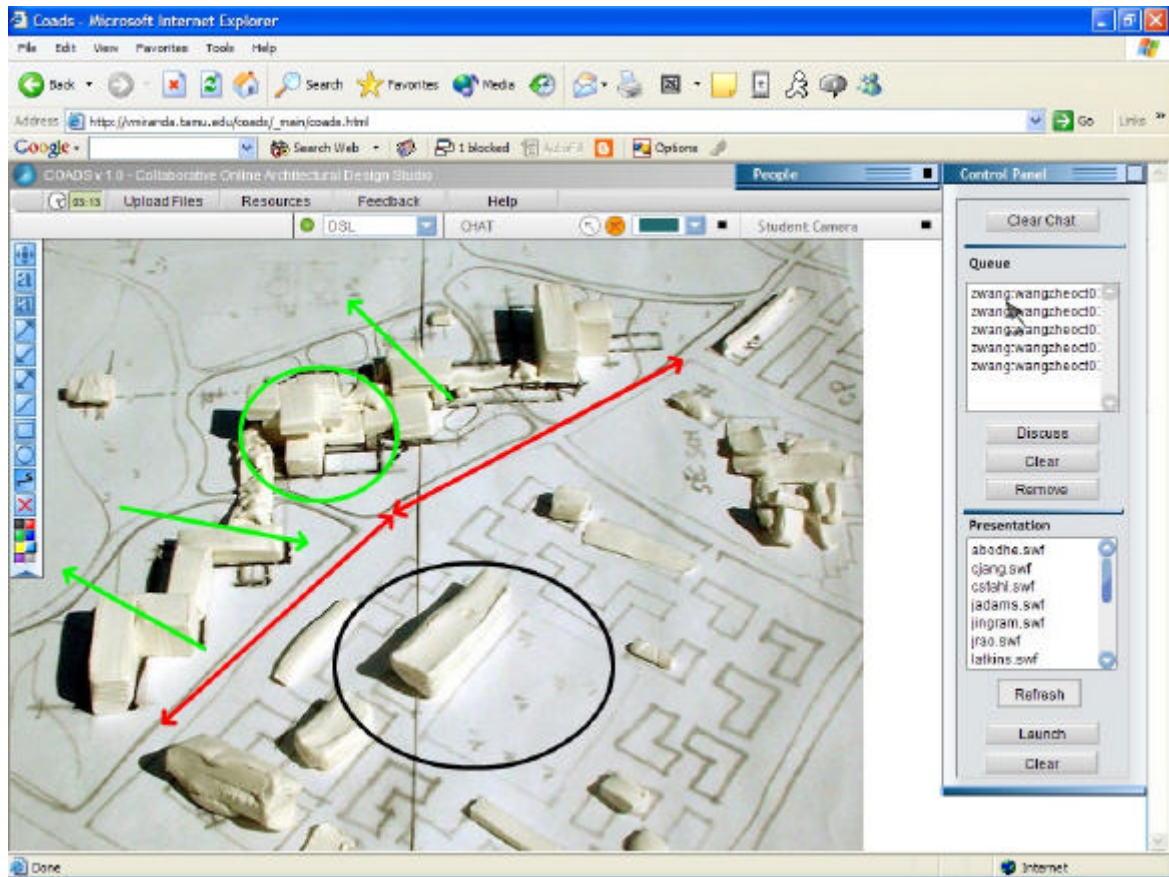 Coads - Microsoft Internet Explorer
File Edit View Favorites Tools Help
Back Search Favorites Media
Address http://vmiranda.tamu.edu/coads/_main/coads.html Go Links
Google Search Web 1 blocked AutoFill Options
COADS v 1.0 - Collaborative Online Architectural Design Studio People Control Panel
03:13 Upload Files Resources Feedback Help
DSL CHAT Student Camera
Clear Chat
Queue
zwang:wangzheoct0
zwang:wangzheoct0
zwang:wangzheoct0
zwang:wangzheoct0
zwang:wangzheoct0
Discuss
Clear
Remove
Presentation
abodhe.swf
cjang.swf
cstahl.swf
jadams.swf
jingram.swf
jrao.swf
latkins.swf
Refresh
Launch
Clear
Done Internet